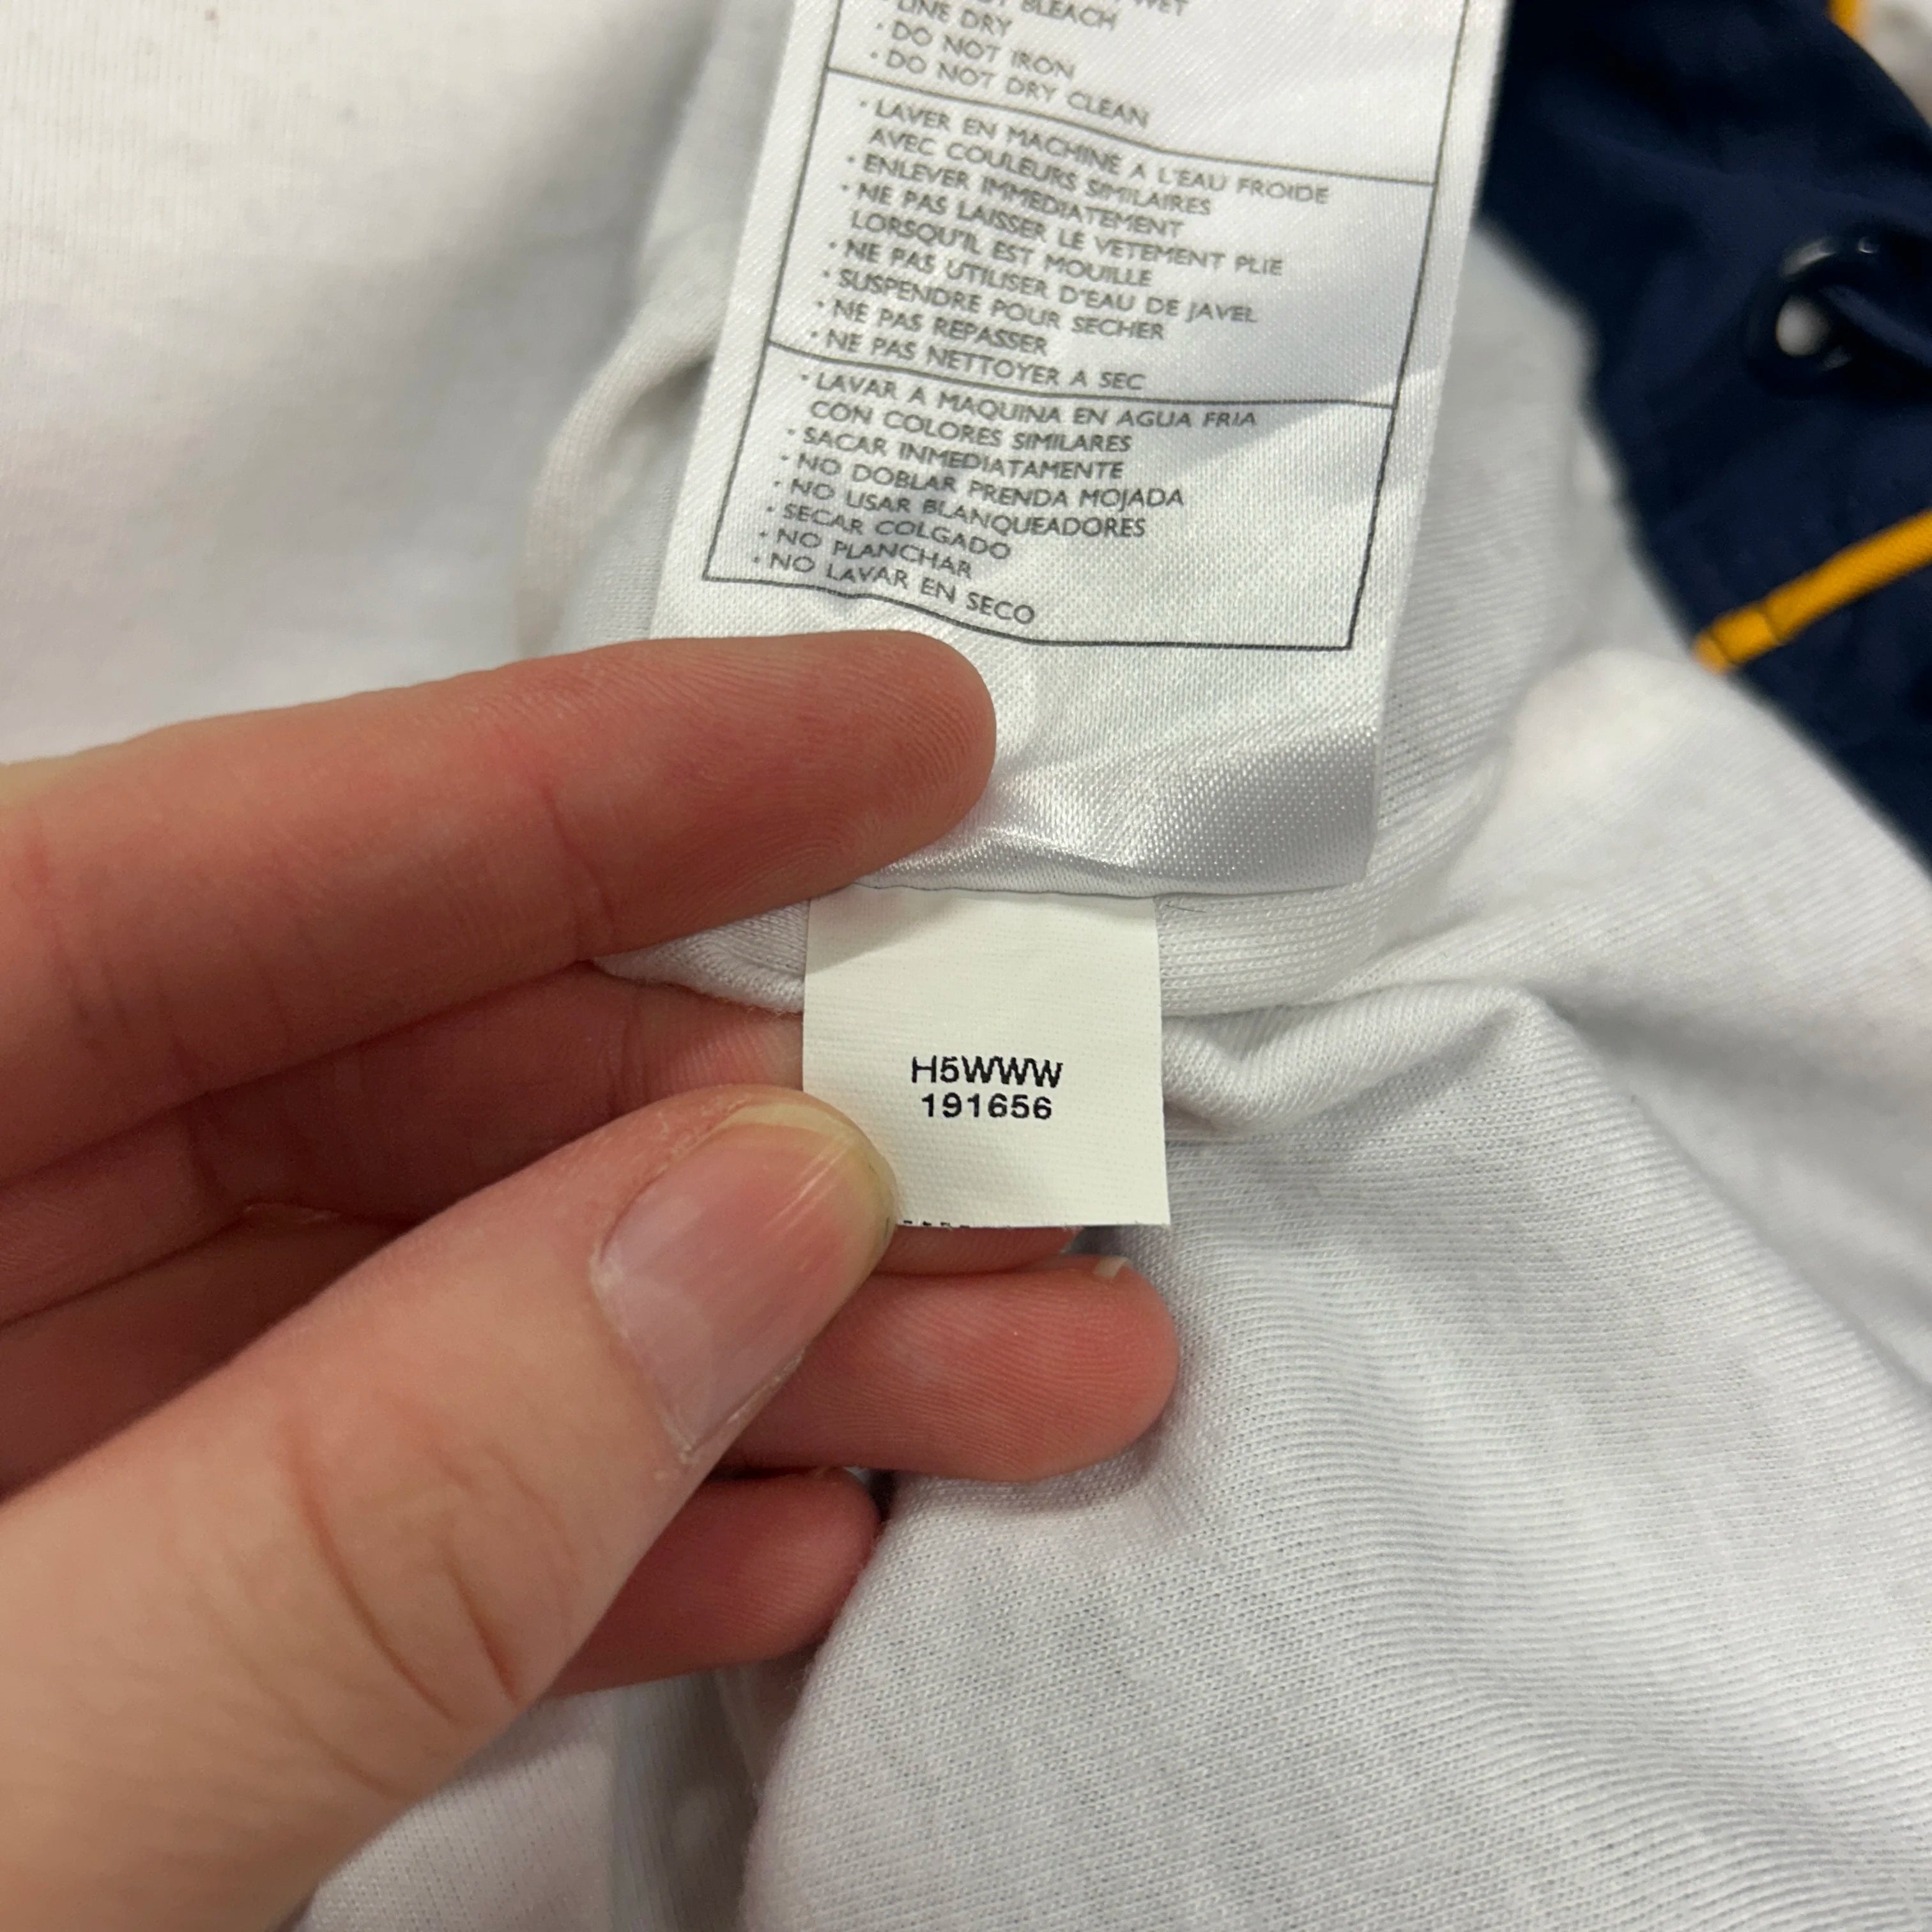 WET
BLEACH
LINE DRY
· DO NOT IRON
· DO NOT DRY CLEAN
· LAVER EN MACHINE A L'EAU FROIDE
AVEC COULEURS SIMILAIRES
· ENLEVER IMMEDIATEMENT
· NE PAS LAISSER LE VETEMENT PLIE
LORSQU'IL EST MOUILLE
· NE PAS UTILISER D'EAU DE JAVEL
· SUSPENDRE POUR SECHER
· NE PAS REPASSER
· NE PAS NETTOYER A SEC
· LAVAR A MAQUINA EN AGUA FRIA
CON COLORES SIMILARES
· SACAR INMEDIATAMENTE
· NO DOBLAR PRENDA MOJADA
· NO USAR BLANQUEADORES
· SECAR COLGADO
· NO PLANCHAR
· NO LAVAR EN SECO
H5WWW
191656